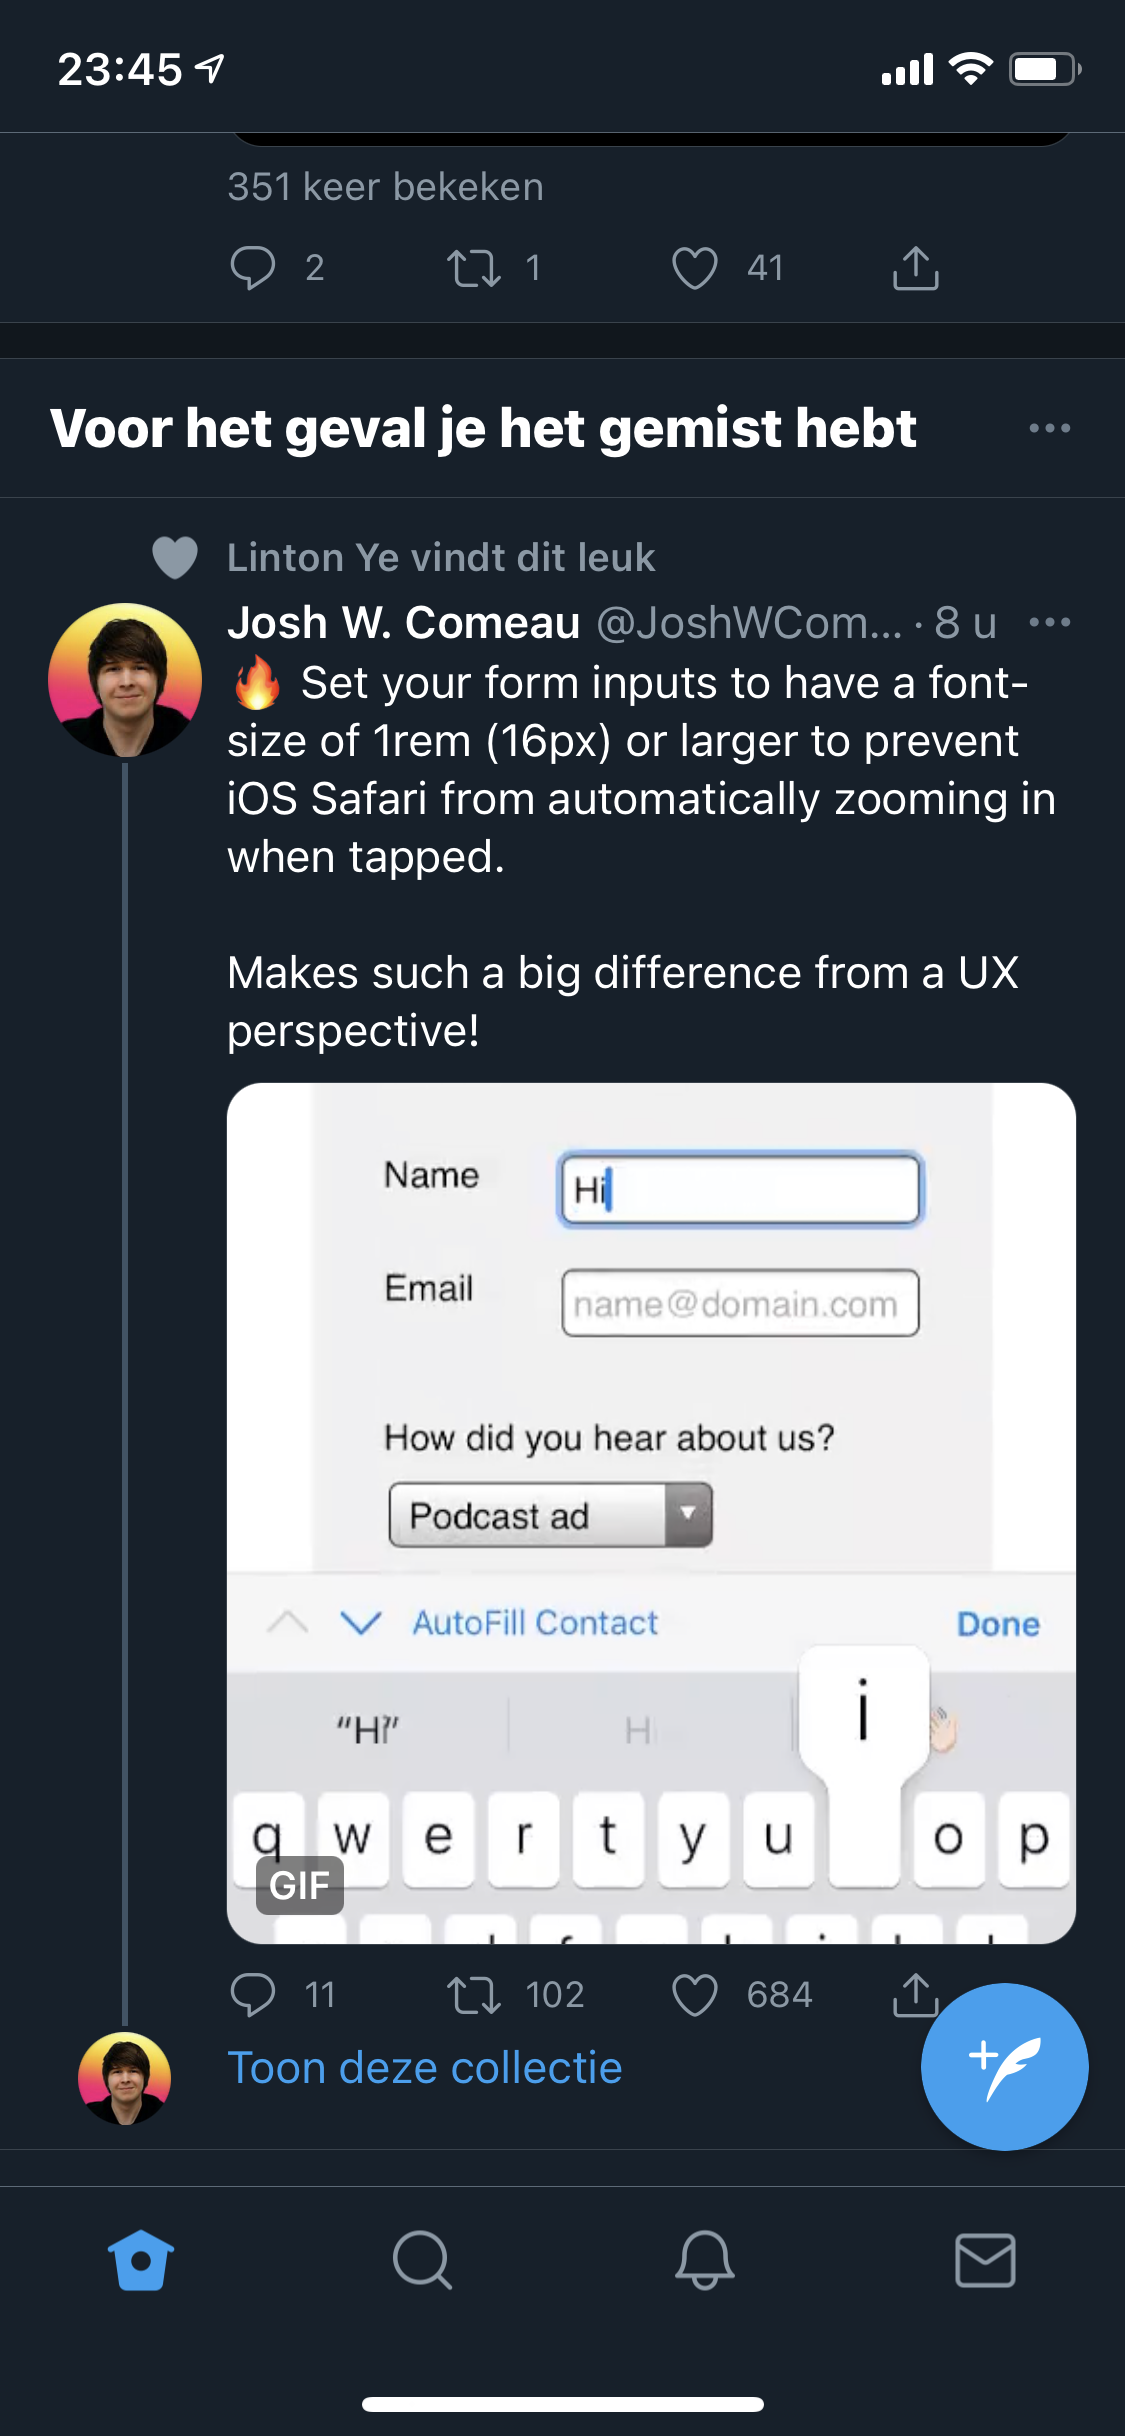 23:45
351 keer bekeken
2 1 41
Voor het geval je het gemist hebt
Linton Ye vindt dit leuk
Josh W. Comeau @JoshWCom... · 8 u
🔥 Set your form inputs to have a font-
size of 1rem (16px) or larger to prevent
iOS Safari from automatically zooming in
when tapped.
Makes such a big difference from a UX
perspective!
Name Hi
Email name@domain.com
How did you hear about us?
Podcast ad
AutoFill Contact Done
i
“Hi” Hi 👋🏻
q w e r t y u o p
GIF
11 102 684
Toon deze collectie